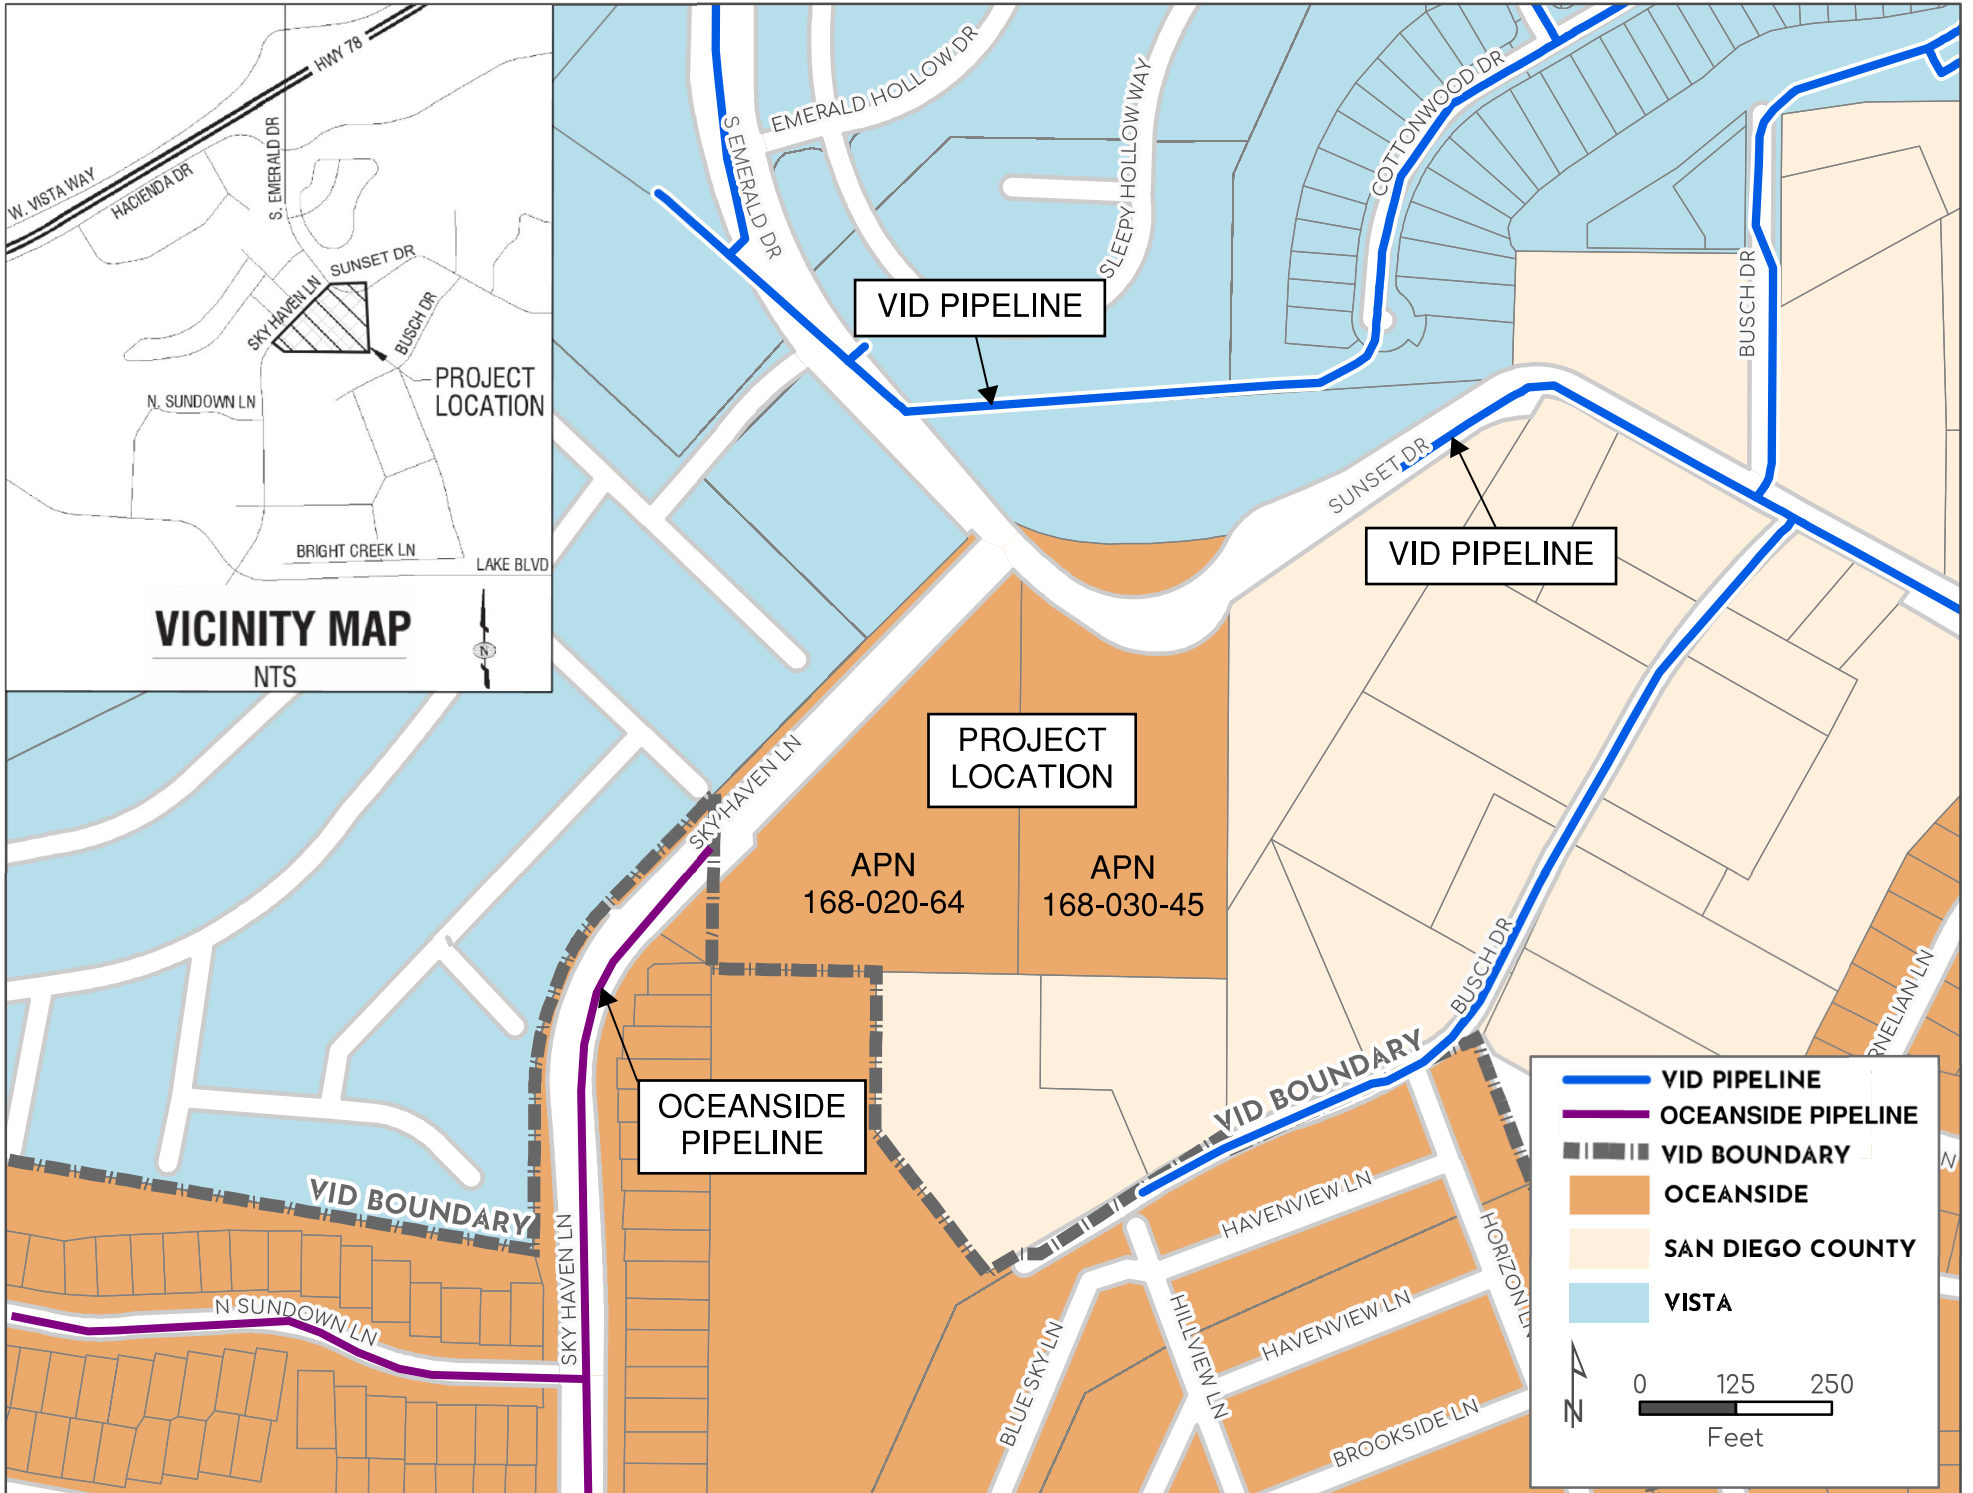 HWY 78
W. VISTA WAY
HACIENDA DR
S. EMERALD DR
SUNSET DR
SKY HAVEN LN
BUSCH DR
PROJECT
LOCATION
N. SUNDOWN LN
BRIGHT CREEK LN
LAKE BLVD
VICINITY MAP
NTS
N
S EMERALD DR
EMERALD HOLLOW DR
SLEEPY HOLLOW WAY
COTTONWOOD DR
BUSCH DR
VID PIPELINE
SUNSET DR
VID PIPELINE
SKY HAVEN LN
PROJECT
LOCATION
APN
168-020-64
APN
168-030-45
BUSCH DR
RNELIAN LN
OCEANSIDE
PIPELINE
VID BOUNDARY
VID BOUNDARY
SKY HAVEN LN
N SUNDOWN LN
HAVENVIEW LN
HORIZON LN
HAVENVIEW LN
HILLVIEW LN
BLUE SKY LN
BROOKSIDE LN
N
VID PIPELINE
OCEANSIDE PIPELINE
VID BOUNDARY
OCEANSIDE
SAN DIEGO COUNTY
VISTA
N
0 125 250
Feet